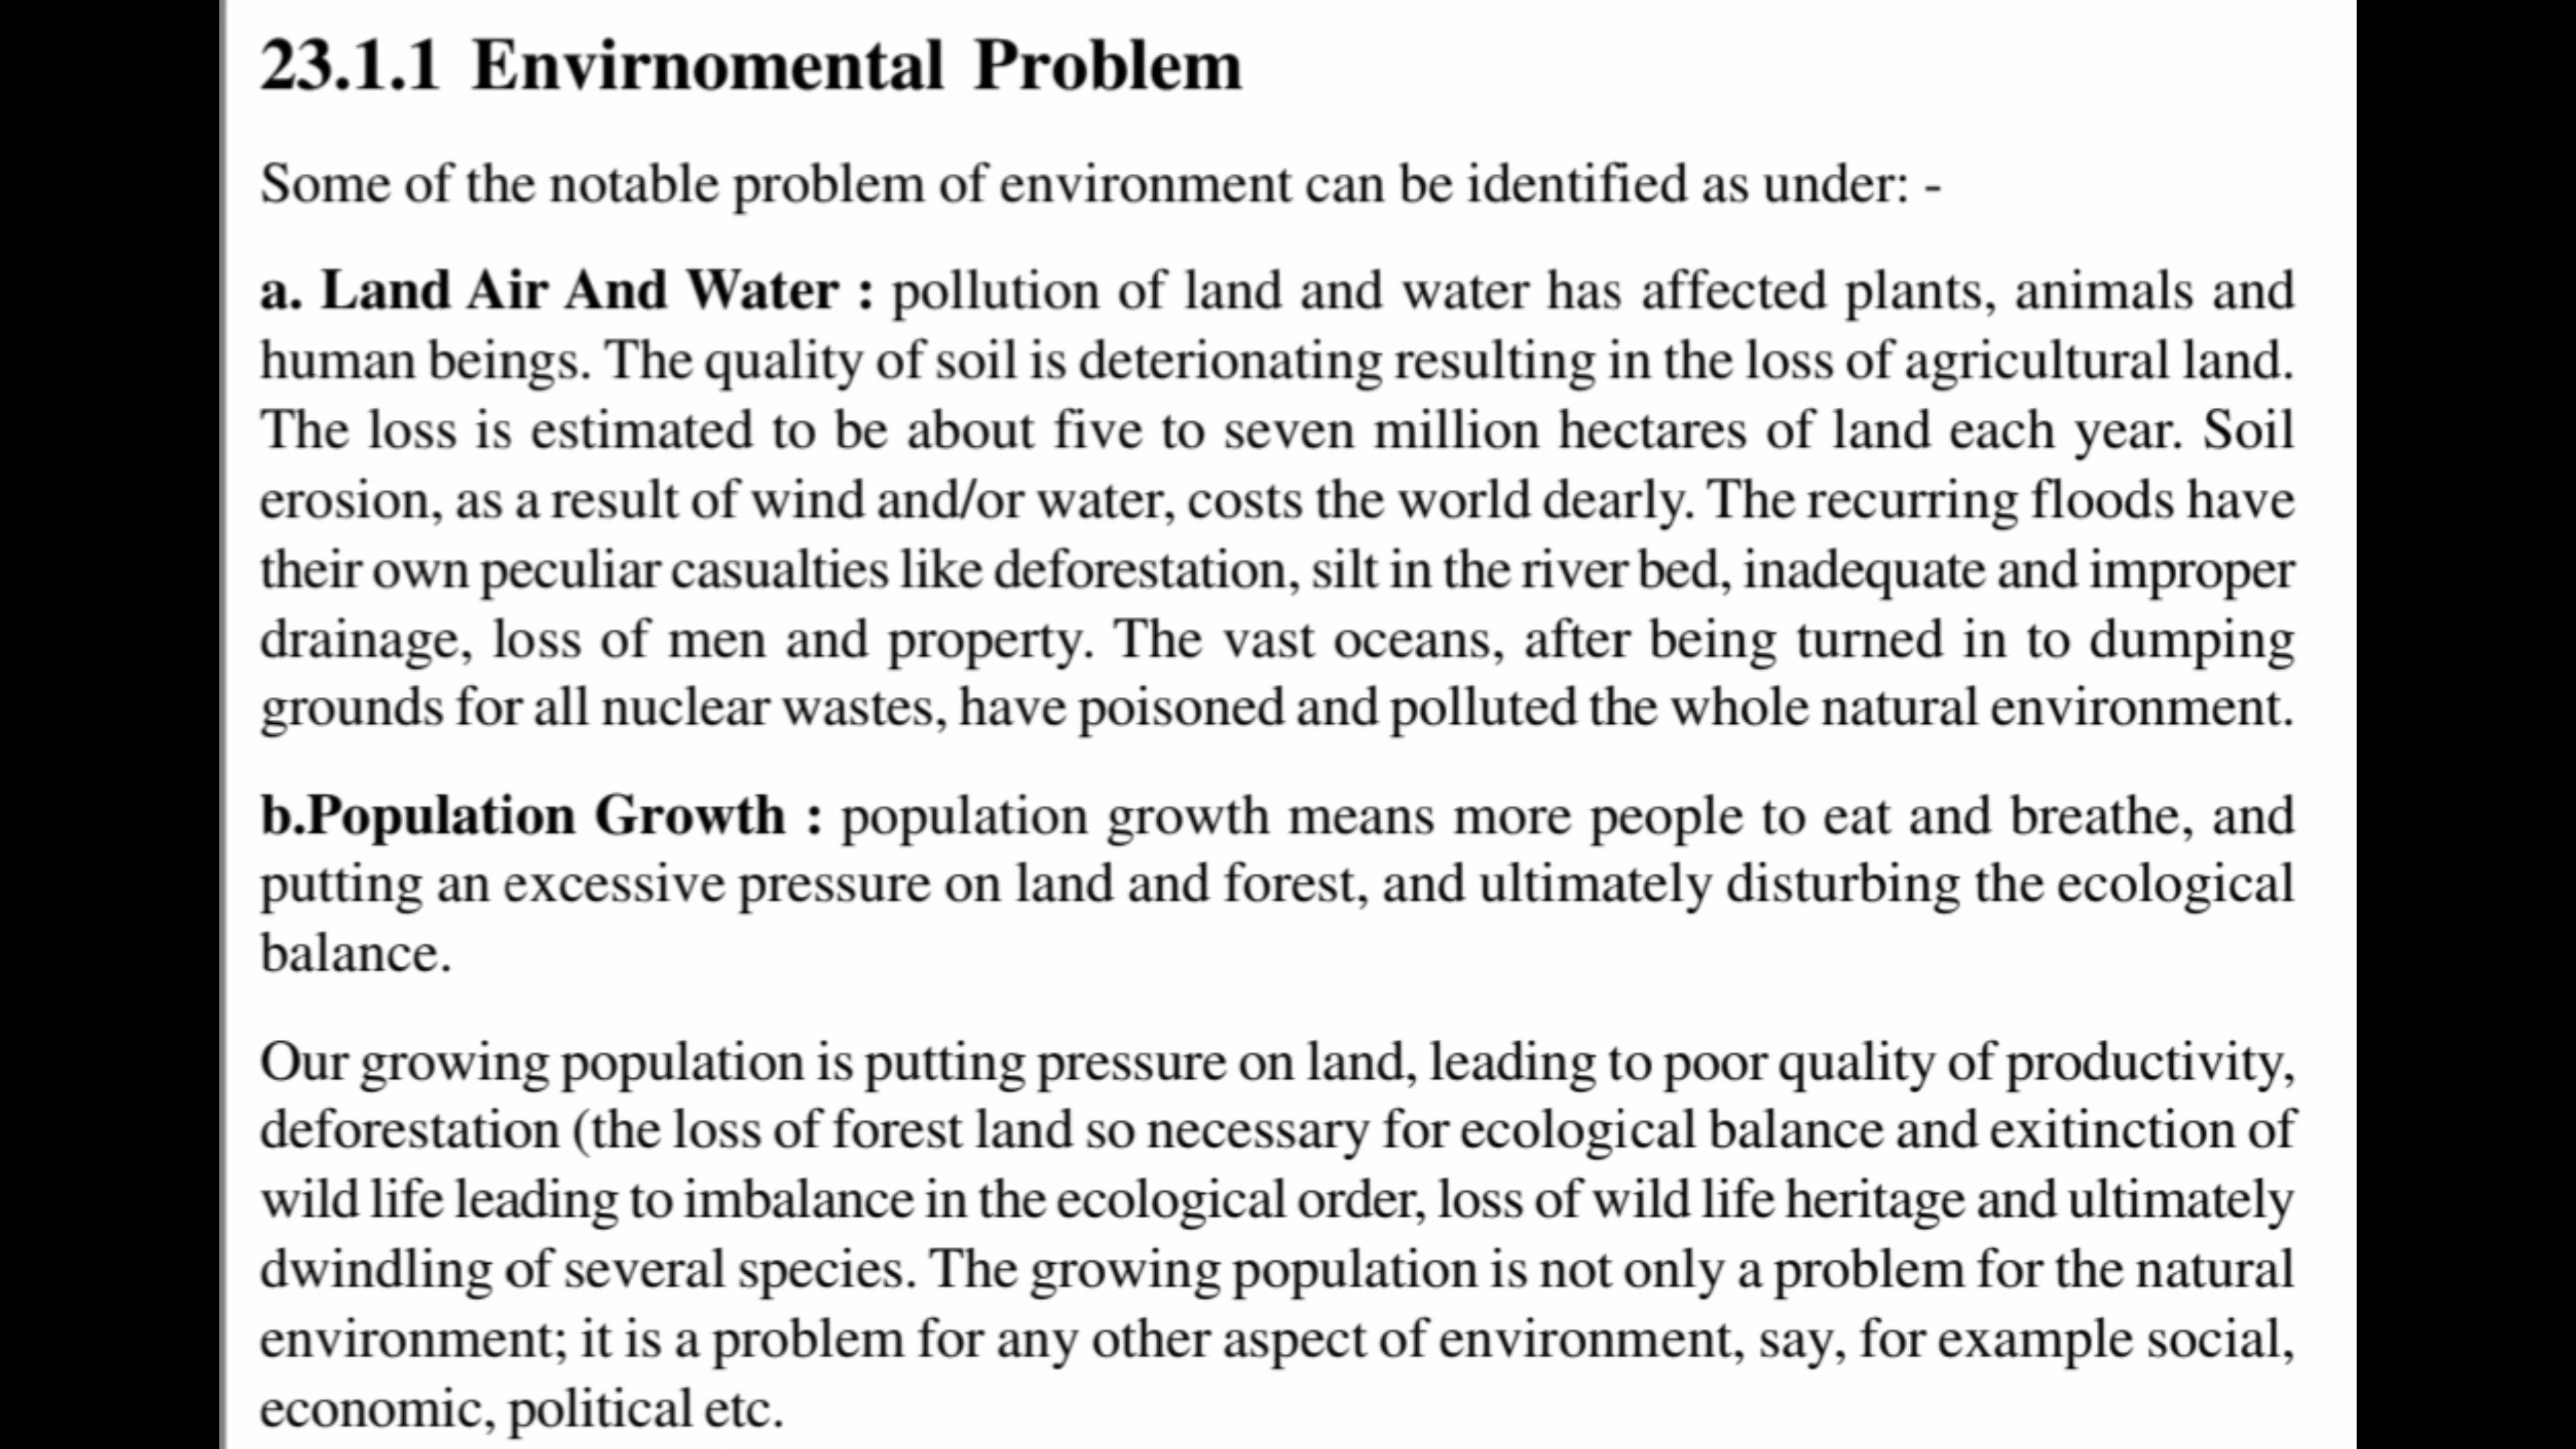 23.1.1 Envirnomental Problem
Some of the notable problem of environment can be identified as under: -
a. Land Air And Water : pollution of land and water has affected plants, animals and
human beings. The quality of soil is deterionating resulting in the loss of agricultural land.
The loss is estimated to be about five to seven million hectares of land each year. Soil
erosion, as a result of wind and/or water, costs the world dearly. The recurring floods have
their own peculiar casualties like deforestation, silt in the river bed, inadequate and improper
drainage, loss of men and property. The vast oceans, after being turned in to dumping
grounds for all nuclear wastes, have poisoned and polluted the whole natural environment.
b.Population Growth : population growth means more people to eat and breathe, and
putting an excessive pressure on land and forest, and ultimately disturbing the ecological
balance.
Our growing population is putting pressure on land, leading to poor quality of productivity,
deforestation (the loss of forest land so necessary for ecological balance and exitinction of
wild life leading to imbalance in the ecological order, loss of wild life heritage and ultimately
dwindling of several species. The growing population is not only a problem for the natural
environment; it is a problem for any other aspect of environment, say, for example social,
economic, political etc.